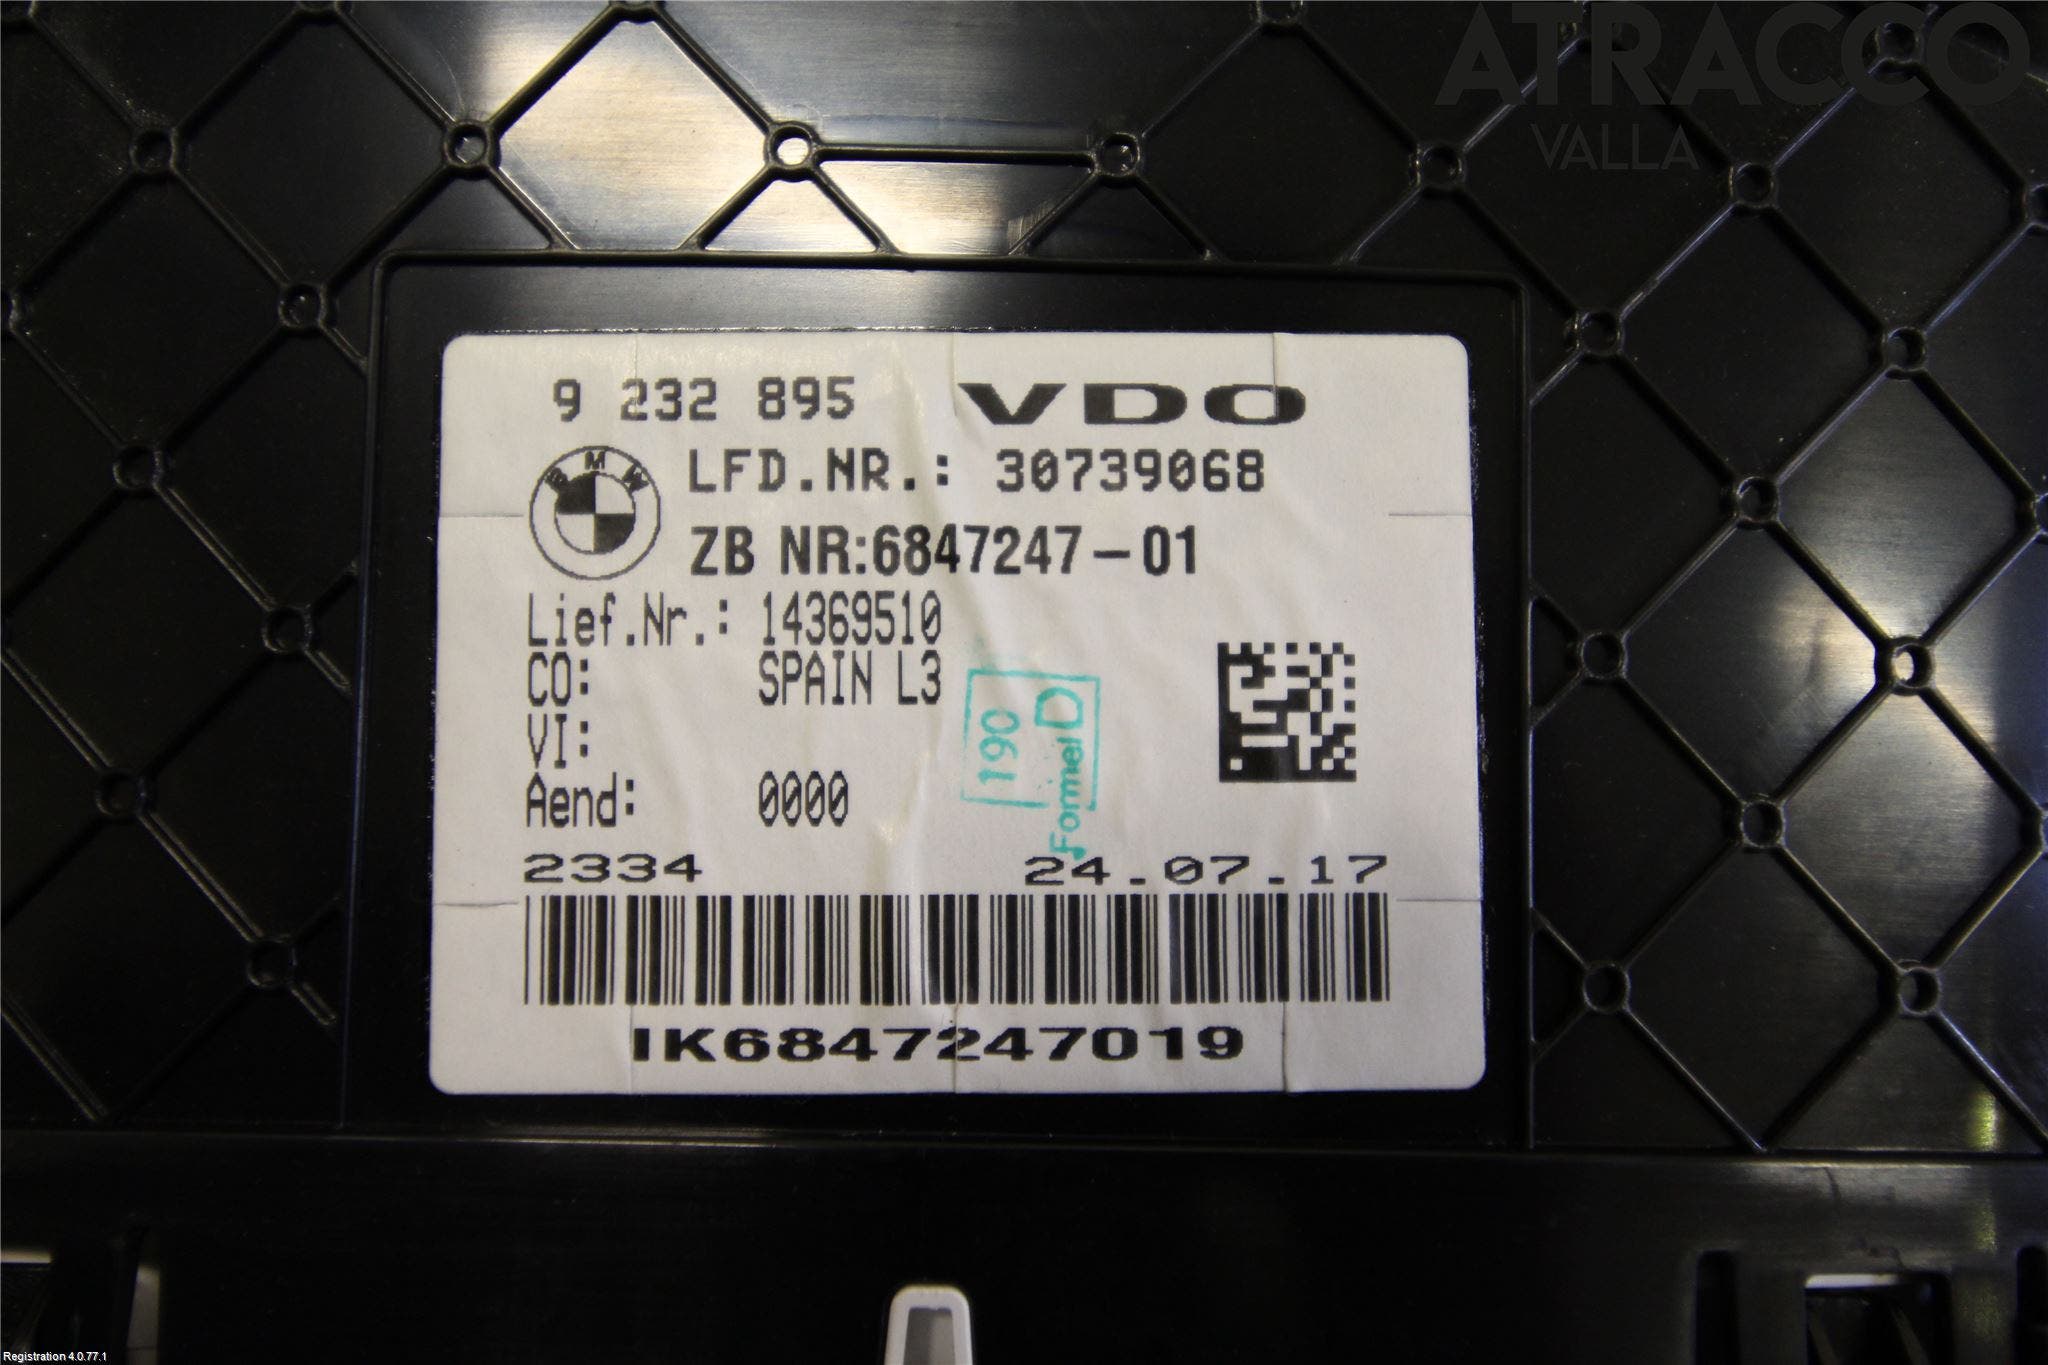 ATRACCO
VALLA
9 232 895 VDO
BMW
LFD.NR.: 30739068
ZB NR:6847247-01
Lief.Nr.: 14369510
CO: SPAIN L3
VI:
Aend: 0000
190
Formel D
2334 24.07.17
IK6847247019
Registration 4.0.77.1